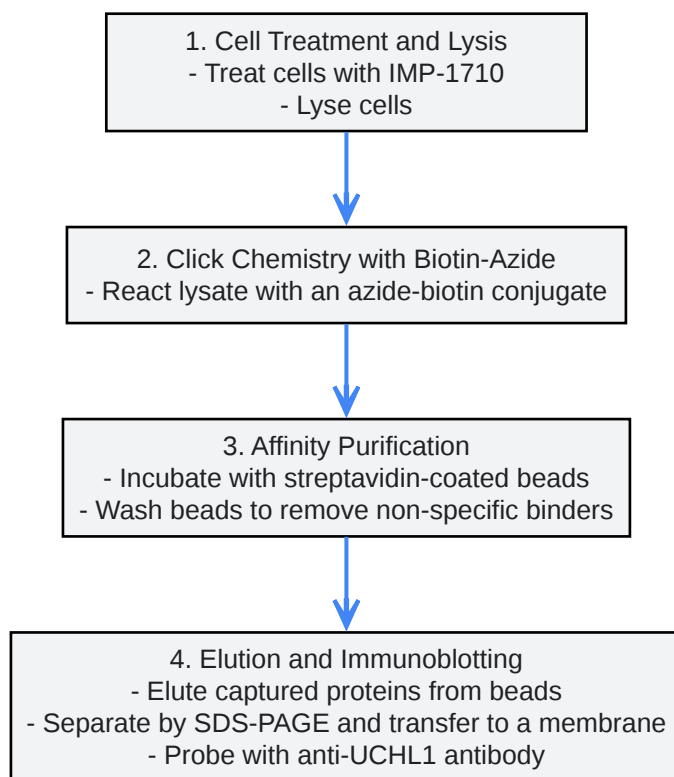 1. Cell Treatment and Lysis
- Treat cells with IMP-1710
- Lyse cells
2. Click Chemistry with Biotin-Azide
- React lysate with an azide-biotin conjugate
3. Affinity Purification
- Incubate with streptavidin-coated beads
- Wash beads to remove non-specific binders
4. Elution and Immunoblotting
- Elute captured proteins from beads
- Separate by SDS-PAGE and transfer to a membrane
- Probe with anti-UCHL1 antibody